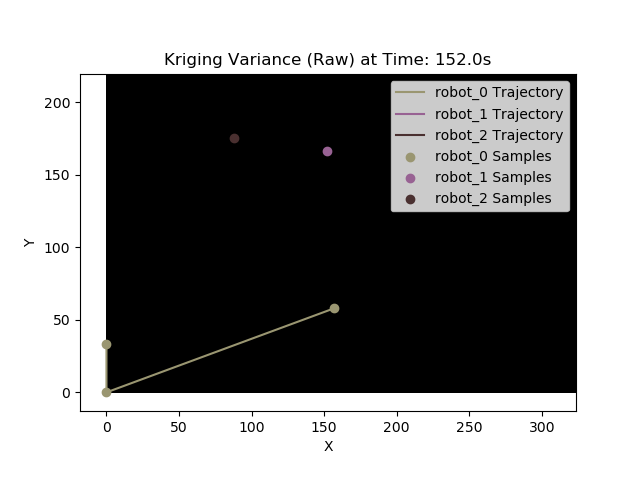 Kriging Variance (Raw) at Time: 152.0s
robot_0 Trajectory
robot_1 Trajectory
robot_2 Trajectory
robot_0 Samples
robot_1 Samples
robot_2 Samples
200
150
100
50
0
Y
0 50 100 150 200 250 300
X